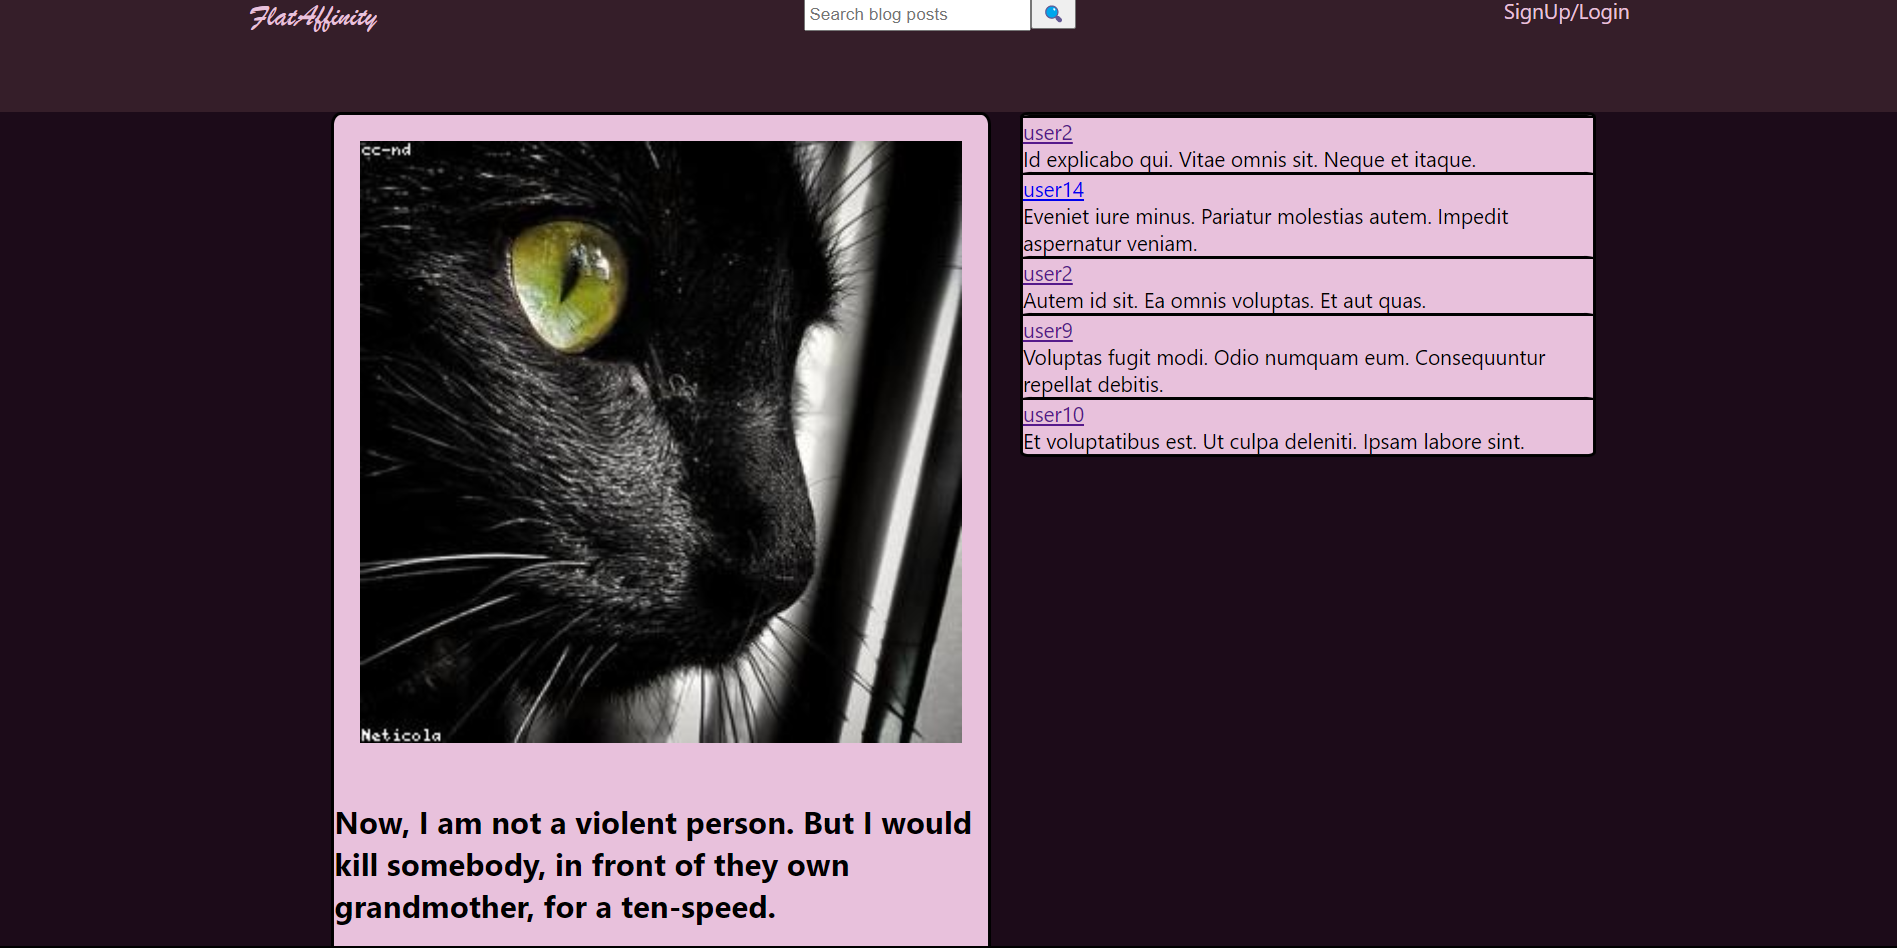 FlatAffinity
Search blog posts
SignUp/Login
cc-nd
Neticola
Now, I am not a violent person. But I would
kill somebody, in front of they own
grandmother, for a ten-speed.
user2
Id explicabo qui. Vitae omnis sit. Neque et itaque.
user14
Eveniet iure minus. Pariatur molestias autem. Impedit
aspernatur veniam.
user2
Autem id sit. Ea omnis voluptas. Et aut quas.
user9
Voluptas fugit modi. Odio numquam eum. Consequuntur
repellat debitis.
user10
Et voluptatibus est. Ut culpa deleniti. Ipsam labore sint.